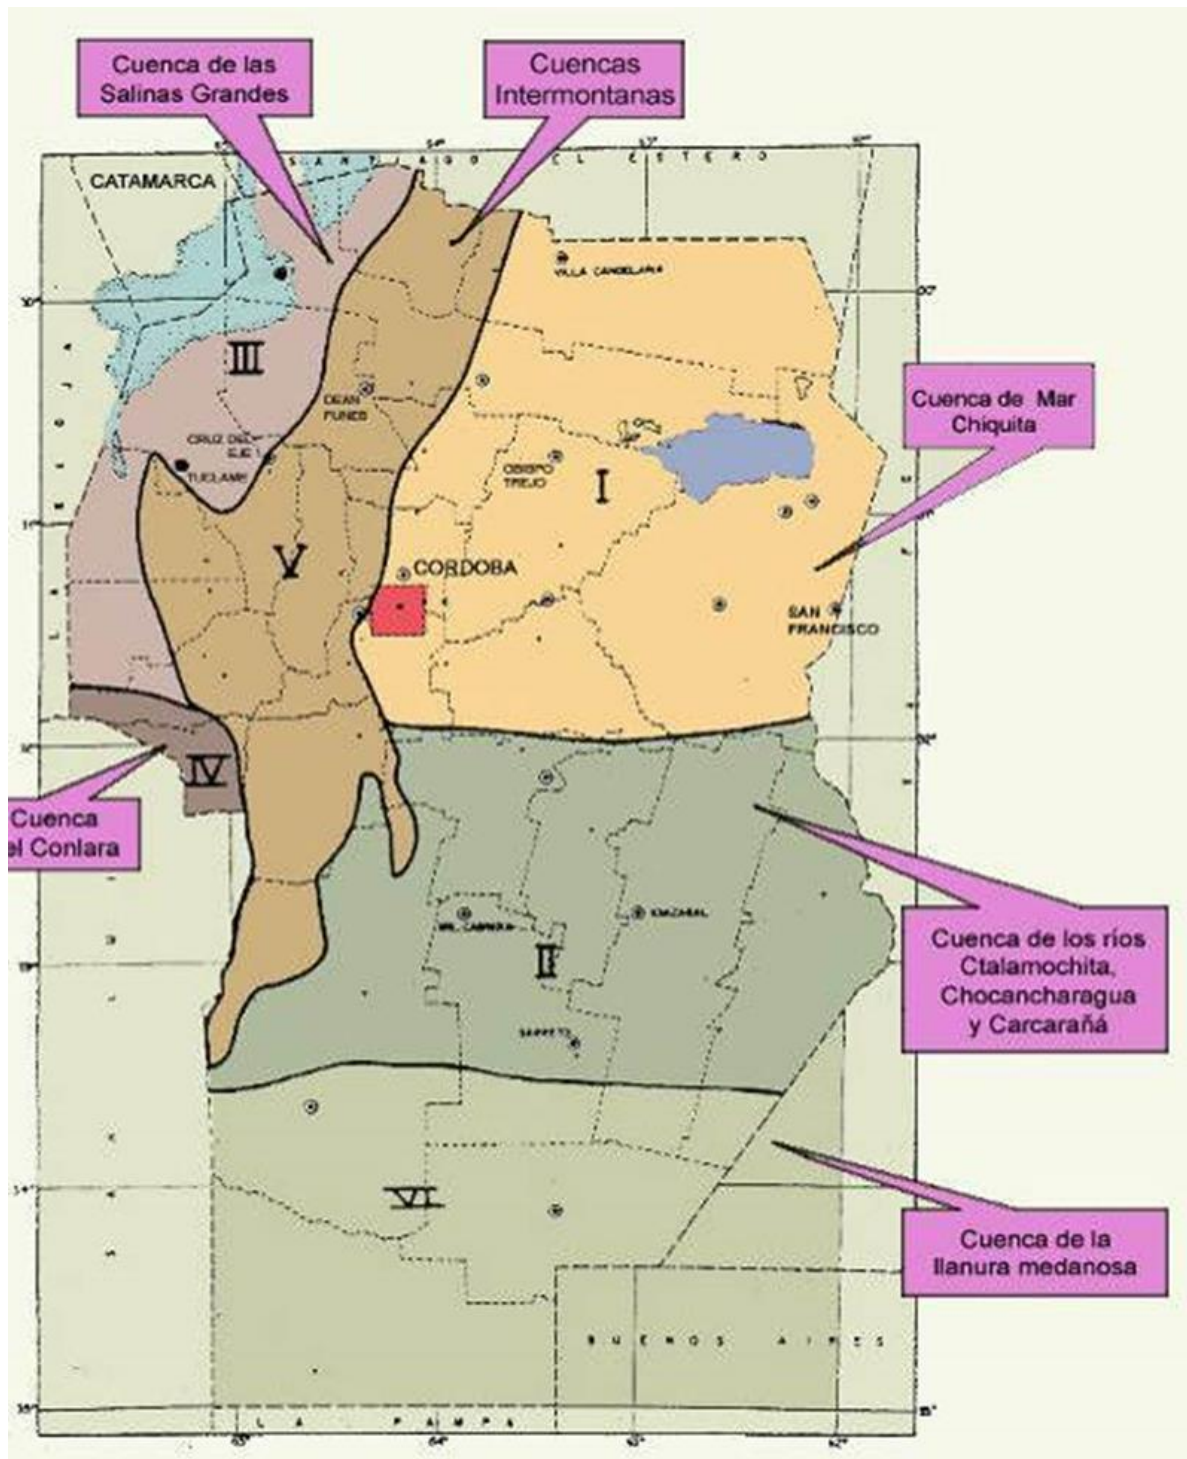 Cuenca de las
Salinas Grandes
Cuencas
Intermontanas
SANTIAGO DEL ESTERO
CATAMARCA
VILLA CANDELARIA
III
DEAN
FUNES
Cuenca de Mar
Chiquita
CRUZ DEL
EJE
TUCLAME
OBISPO
TREJO
I
V
CORDOBA
SAN
FRANCISCO
IV
Cuenca
el Conlara
Cuenca de los ríos
Ctalamochita,
Chocancharagua
y Carcarañá
II
VI
Cuenca de la
llanura medanosa
BUENOS AIRES
LA PAMPA